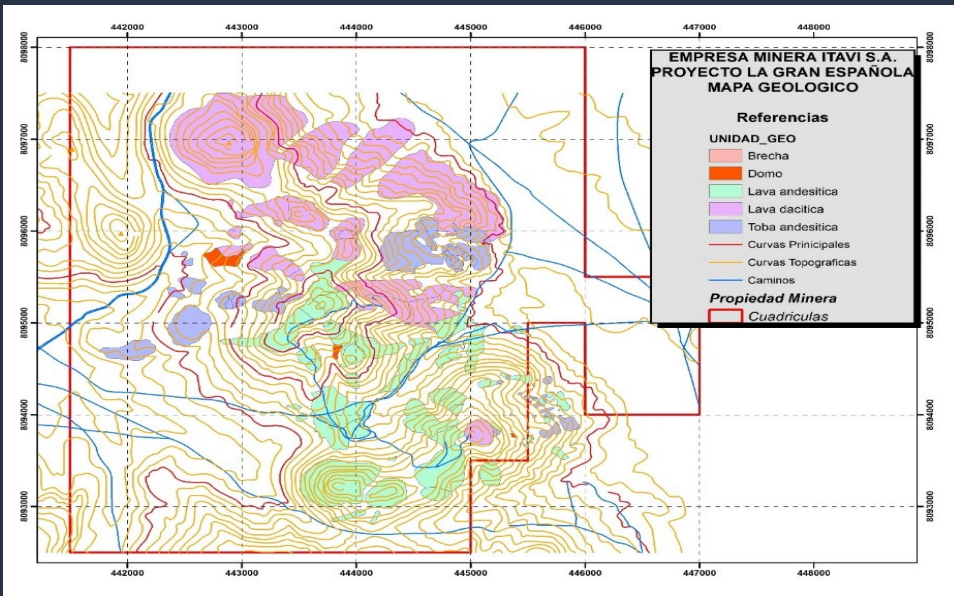 442000 443000 444000 445000 446000 447000 448000
8098000 8098000
8097000 8097000
8096000 8096000
8095000 8095000
8094000 8094000
8093000 8093000
EMPRESA MINERA ITAVI S.A.
PROYECTO LA GRAN ESPAÑOLA
MAPA GEOLOGICO
Referencias
UNIDAD_GEO
Brecha
Domo
Lava andesitica
Lava dacitica
Toba andesitica
Curvas Prinicipales
Curvas Topograficas
Caminos
Propiedad Minera
Cuadriculas
442000 443000 444000 445000 446000 447000 448000